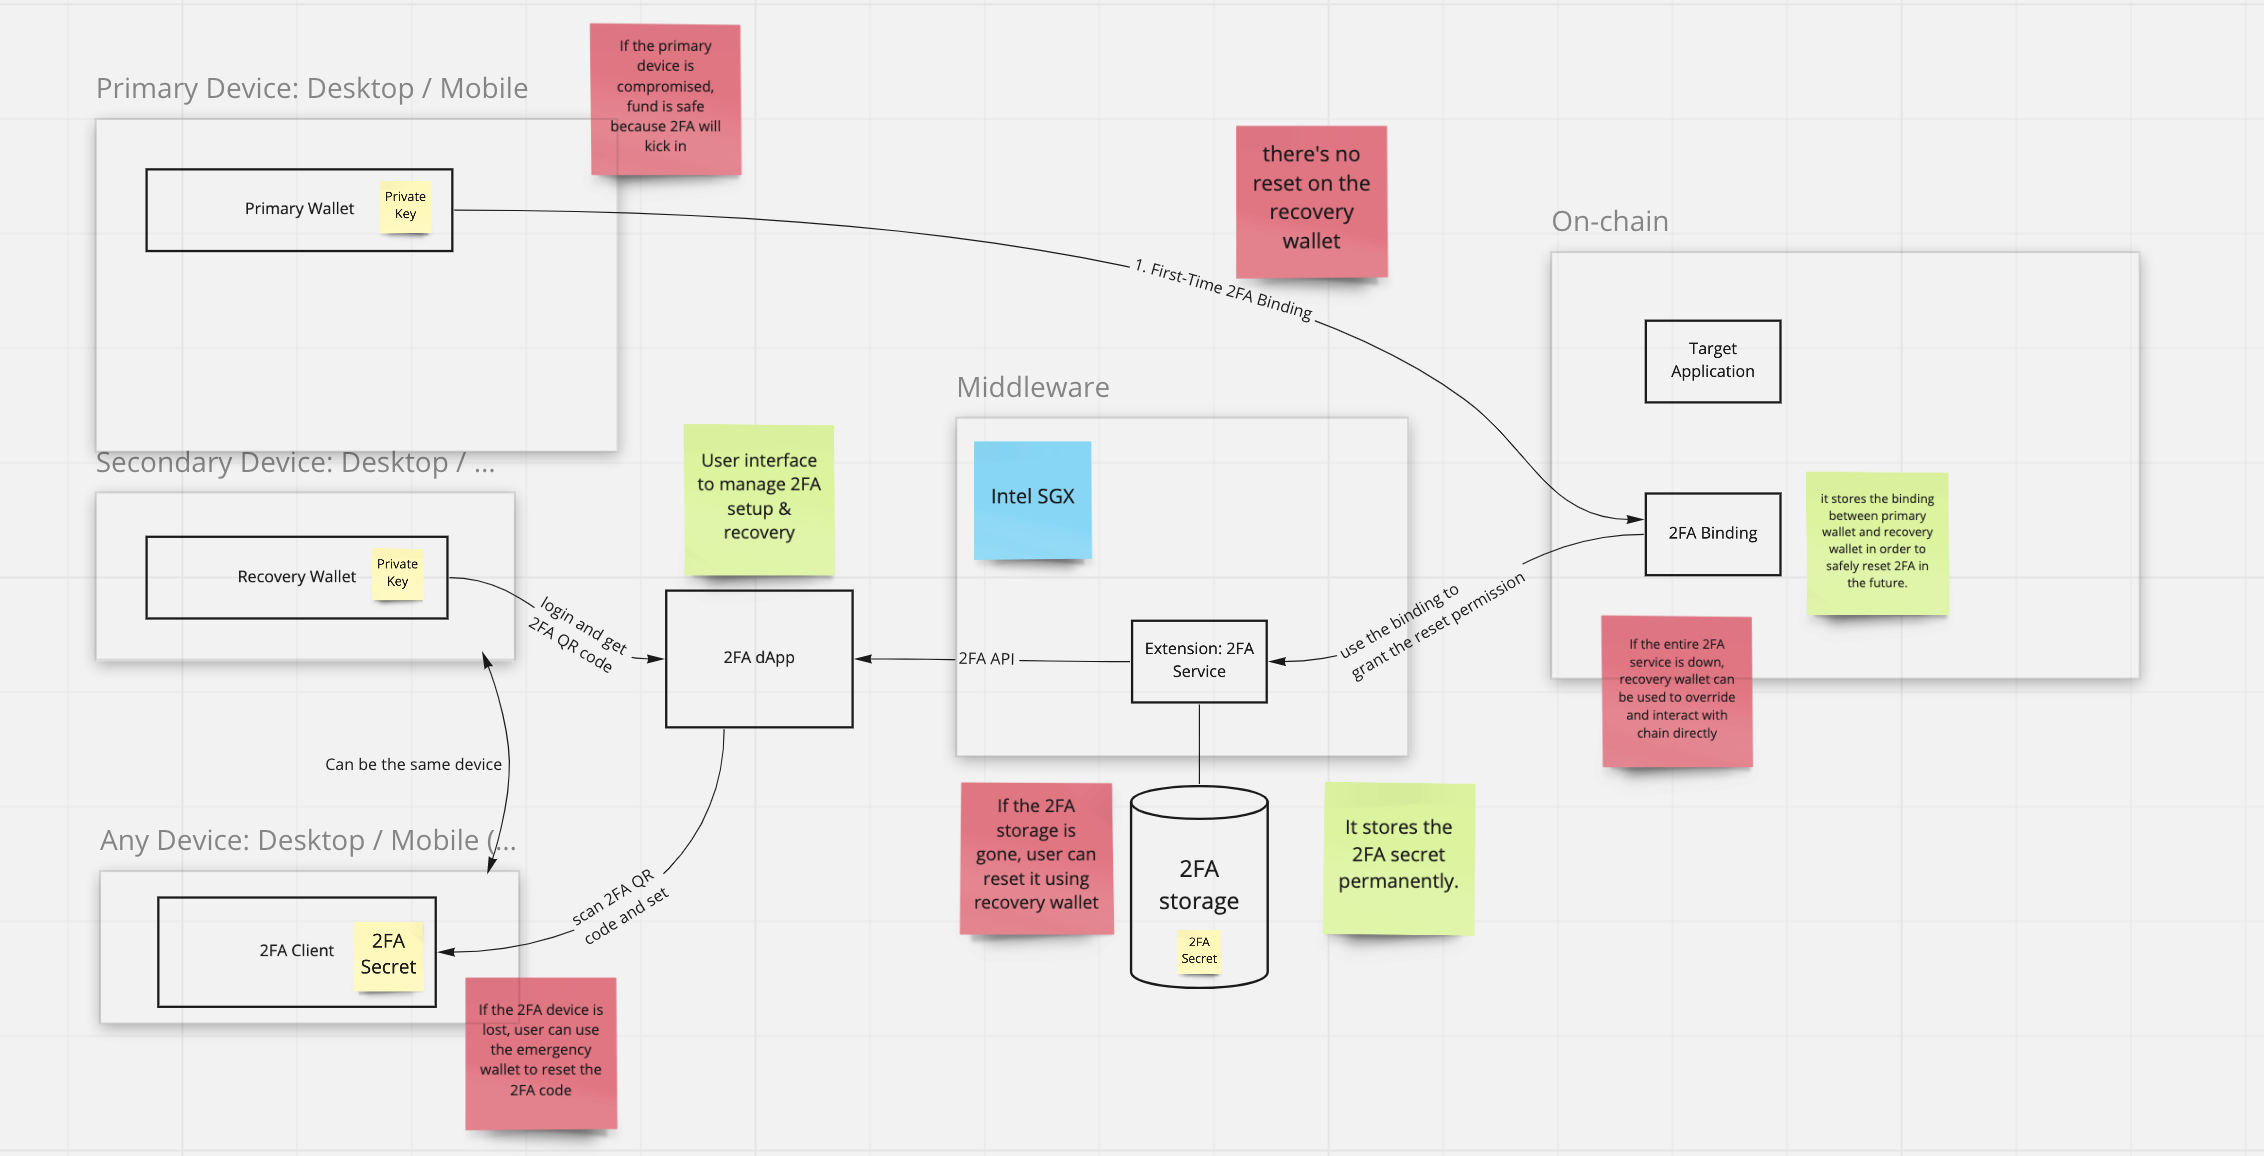 If the primary
device is
compromised,
fund is safe
because 2FA will
kick in
Primary Device: Desktop / Mobile
Primary Wallet
Private
Key
there's no
reset on the
recovery
wallet
1. First-Time 2FA Binding
On-chain
Target
Application
2FA Binding
it stores the binding
between primary
wallet and recovery
wallet in order to
safely reset 2FA in
the future.
If the entire 2FA
service is down,
recovery wallet can
be used to override
and interact with
chain directly
use the binding to
grant the reset permission
Middleware
Intel SGX
Extension: 2FA
Service
2FA API
User interface
to manage 2FA
setup &
recovery
2FA dApp
Secondary Device: Desktop / ...
Recovery Wallet
Private
Key
login and get
2FA QR code
Can be the same device
Any Device: Desktop / Mobile (...
2FA Client
2FA
Secret
scan 2FA QR
code and set
If the 2FA device is
lost, user can use
the emergency
wallet to reset the
2FA code
If the 2FA
storage is
gone, user can
reset it using
recovery wallet
2FA
storage
2FA
Secret
It stores the
2FA secret
permanently.